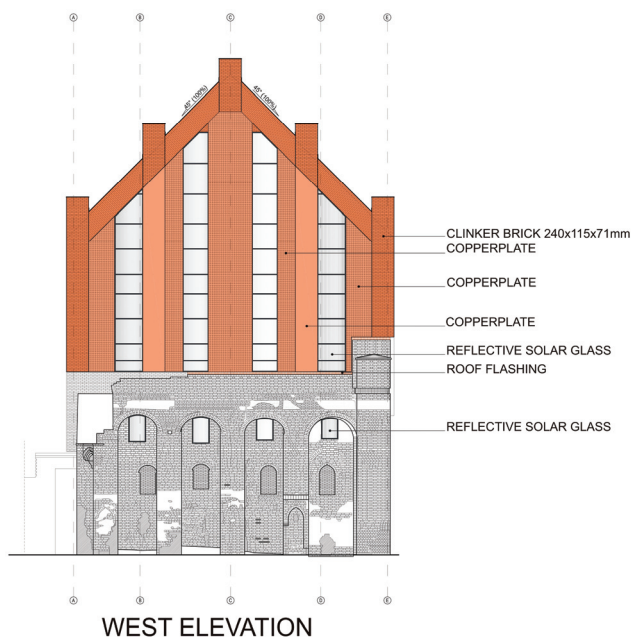 A B C D E
45° (100%) 45° (100%)
CLINKER BRICK 240x115x71mm
COPPERPLATE
COPPERPLATE
COPPERPLATE
REFLECTIVE SOLAR GLASS
ROOF FLASHING
REFLECTIVE SOLAR GLASS
A B C D E
WEST ELEVATION